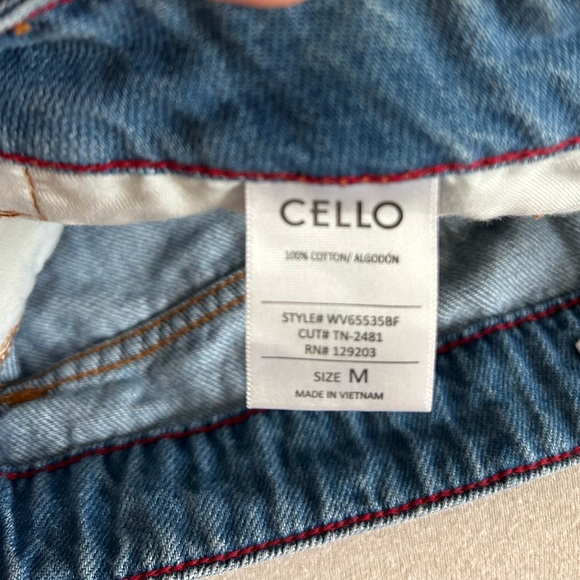 CELLO
100% COTTON/ ALGODÓN
STYLE# WV65535BF
CUT# TN-2481
RN# 129203
SIZE M
MADE IN VIETNAM